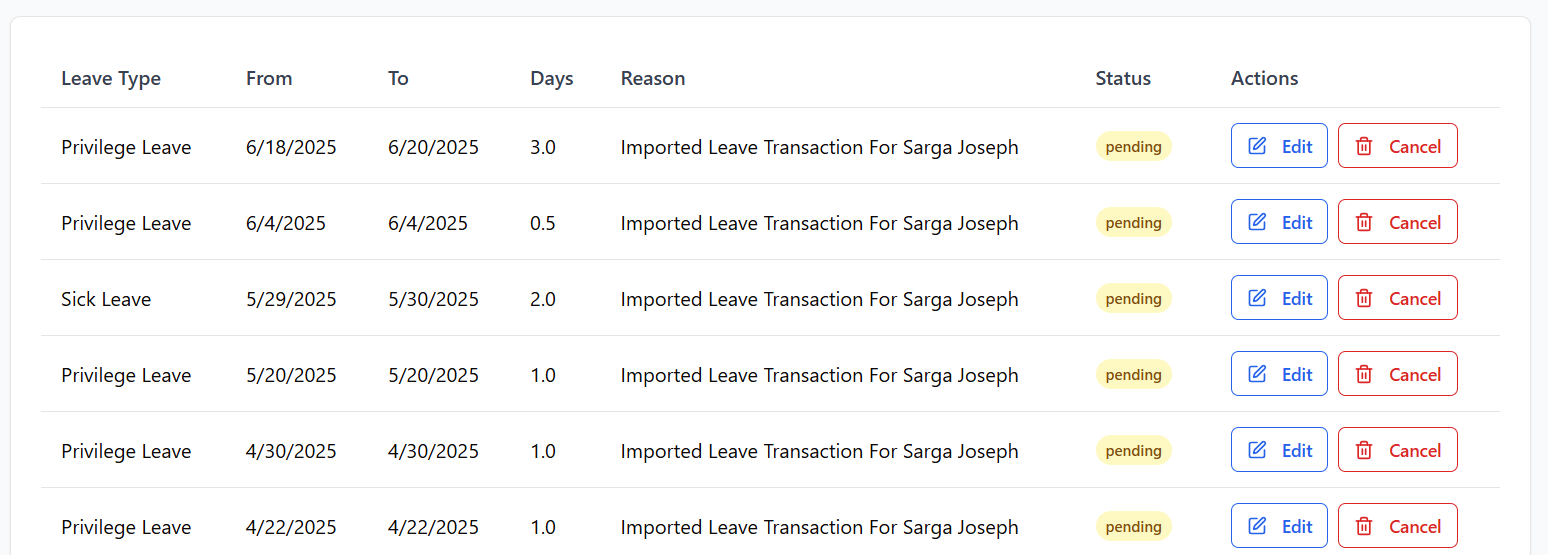 Leave Type From To Days Reason Status Actions
Privilege Leave 6/18/2025 6/20/2025 3.0 Imported Leave Transaction For Sarga Joseph pending Edit Cancel
Privilege Leave 6/4/2025 6/4/2025 0.5 Imported Leave Transaction For Sarga Joseph pending Edit Cancel
Sick Leave 5/29/2025 5/30/2025 2.0 Imported Leave Transaction For Sarga Joseph pending Edit Cancel
Privilege Leave 5/20/2025 5/20/2025 1.0 Imported Leave Transaction For Sarga Joseph pending Edit Cancel
Privilege Leave 4/30/2025 4/30/2025 1.0 Imported Leave Transaction For Sarga Joseph pending Edit Cancel
Privilege Leave 4/22/2025 4/22/2025 1.0 Imported Leave Transaction For Sarga Joseph pending Edit Cancel